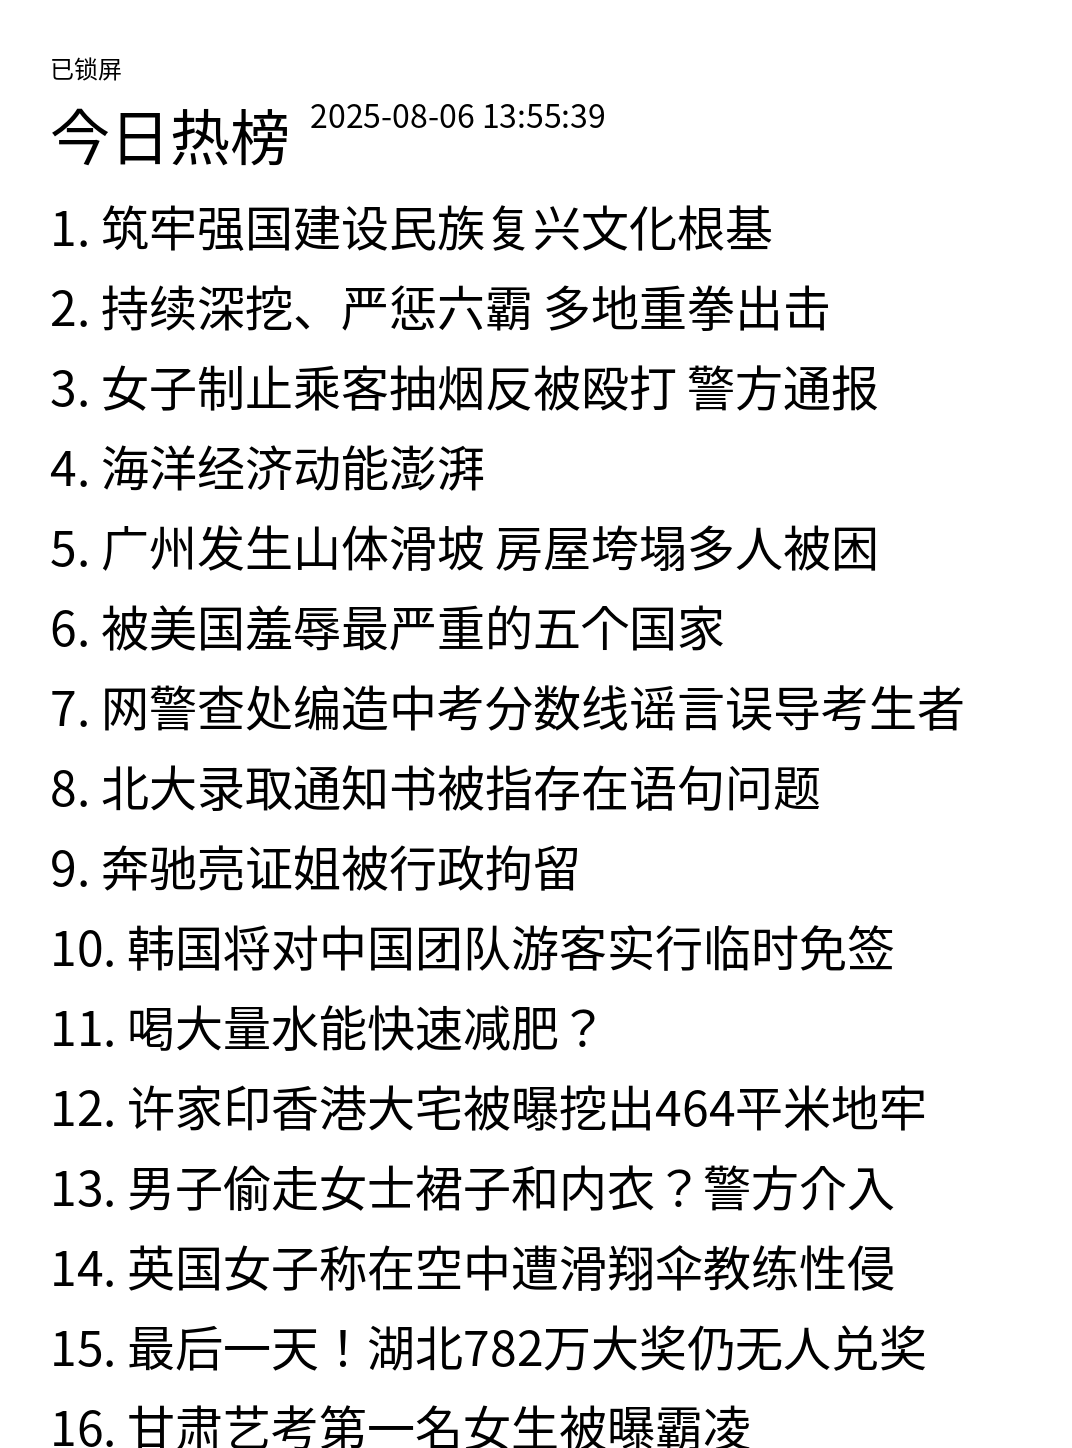 已锁屏
今日热榜 2025-08-06 13:55:39
1. 筑牢强国建设民族复兴文化根基
2. 持续深挖、严惩六霸 多地重拳出击
3. 女子制止乘客抽烟反被殴打 警方通报
4. 海洋经济动能澎湃
5. 广州发生山体滑坡 房屋垮塌多人被困
6. 被美国羞辱最严重的五个国家
7. 网警查处编造中考分数线谣言误导考生者
8. 北大录取通知书被指存在语句问题
9. 奔驰亮证姐被行政拘留
10. 韩国将对中国团队游客实行临时免签
11. 喝大量水能快速减肥？
12. 许家印香港大宅被曝挖出464平米地牢
13. 男子偷走女士裙子和内衣？警方介入
14. 英国女子称在空中遭滑翔伞教练性侵
15. 最后一天！湖北782万大奖仍无人兑奖
16. 甘肃艺考第一名女生被曝霸凌